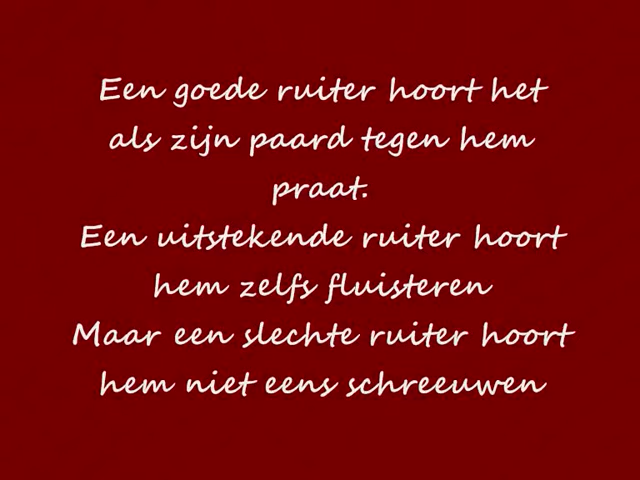 Een goede ruiter hoort het
als zijn paard tegen hem
praat.
Een uitstekende ruiter hoort
hem zelfs fluisteren
Maar een slechte ruiter hoort
hem niet eens schreeuwen